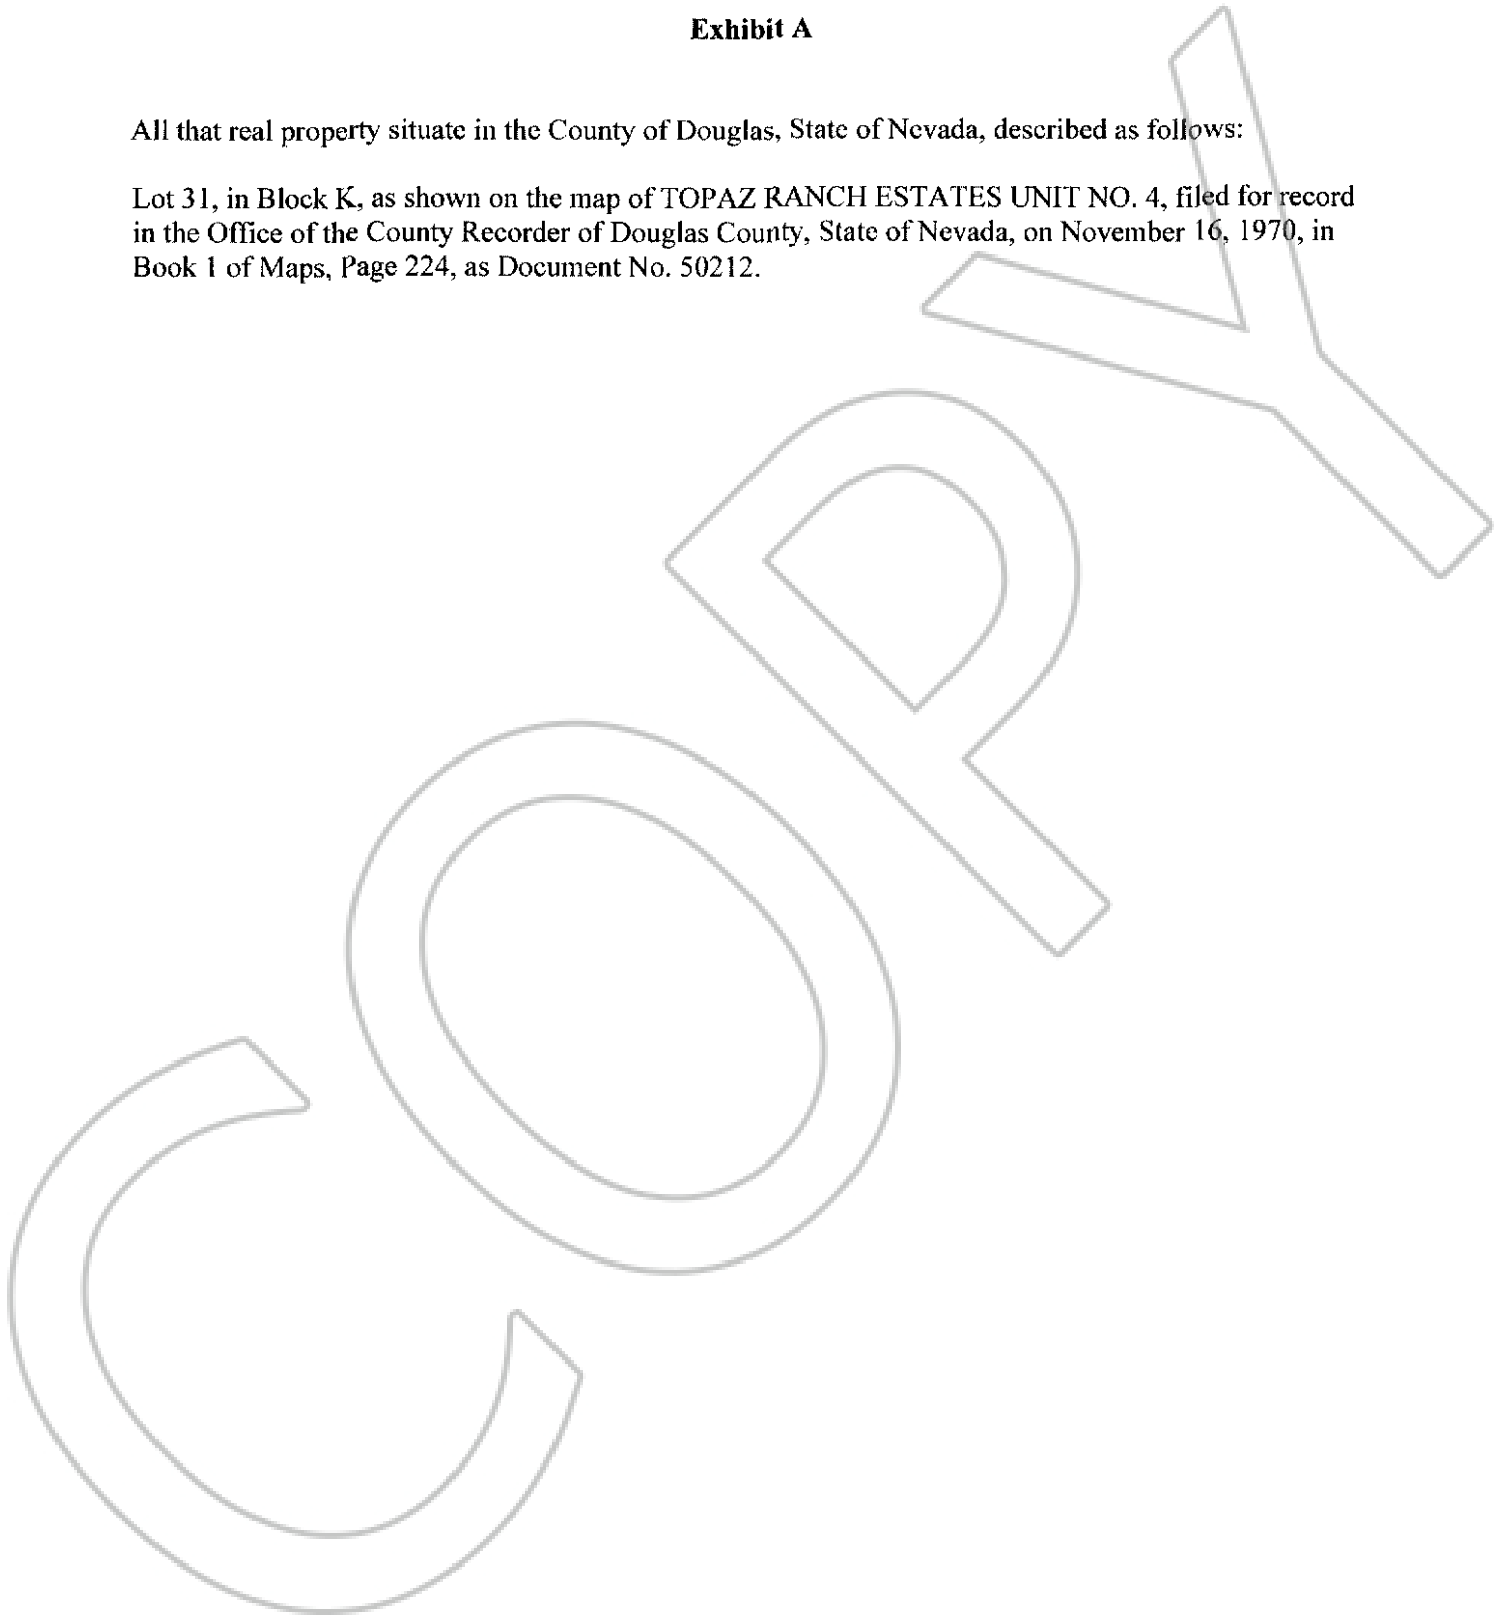 Exhibit A
All that real property situate in the County of Douglas, State of Nevada, described as follows:
Lot 31, in Block K, as shown on the map of TOPAZ RANCH ESTATES UNIT NO. 4, filed for record
in the Office of the County Recorder of Douglas County, State of Nevada, on November 16, 1970, in
Book 1 of Maps, Page 224, as Document No. 50212.
COPY